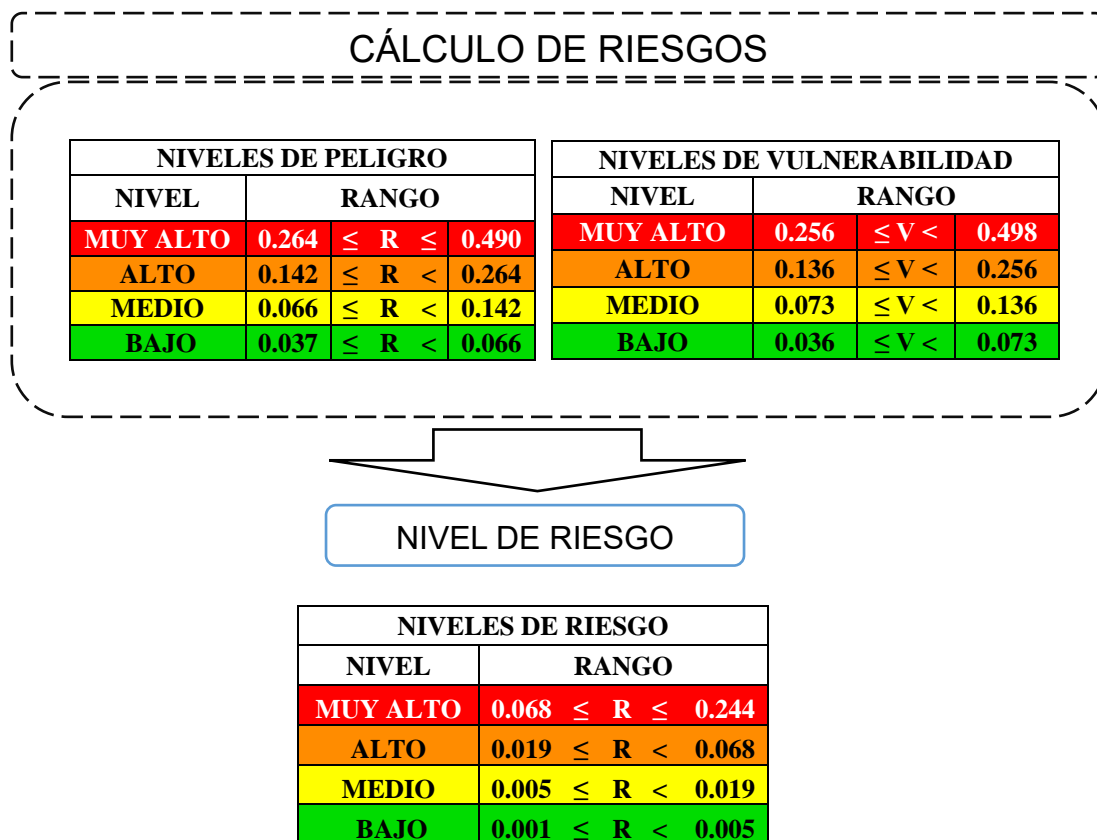 CÁLCULO DE RIESGOS
NIVELES DE PELIGRO
NIVEL RANGO
MUY ALTO 0.264 ≤ R ≤ 0.490
ALTO 0.142 ≤ R < 0.264
MEDIO 0.066 ≤ R < 0.142
BAJO 0.037 ≤ R < 0.066
NIVELES DE VULNERABILIDAD
NIVEL RANGO
MUY ALTO 0.256 ≤ V < 0.498
ALTO 0.136 ≤ V < 0.256
MEDIO 0.073 ≤ V < 0.136
BAJO 0.036 ≤ V < 0.073
NIVEL DE RIESGO
NIVELES DE RIESGO
NIVEL RANGO
MUY ALTO 0.068 ≤ R ≤ 0.244
ALTO 0.019 ≤ R < 0.068
MEDIO 0.005 ≤ R < 0.019
BAJO 0.001 ≤ R < 0.005